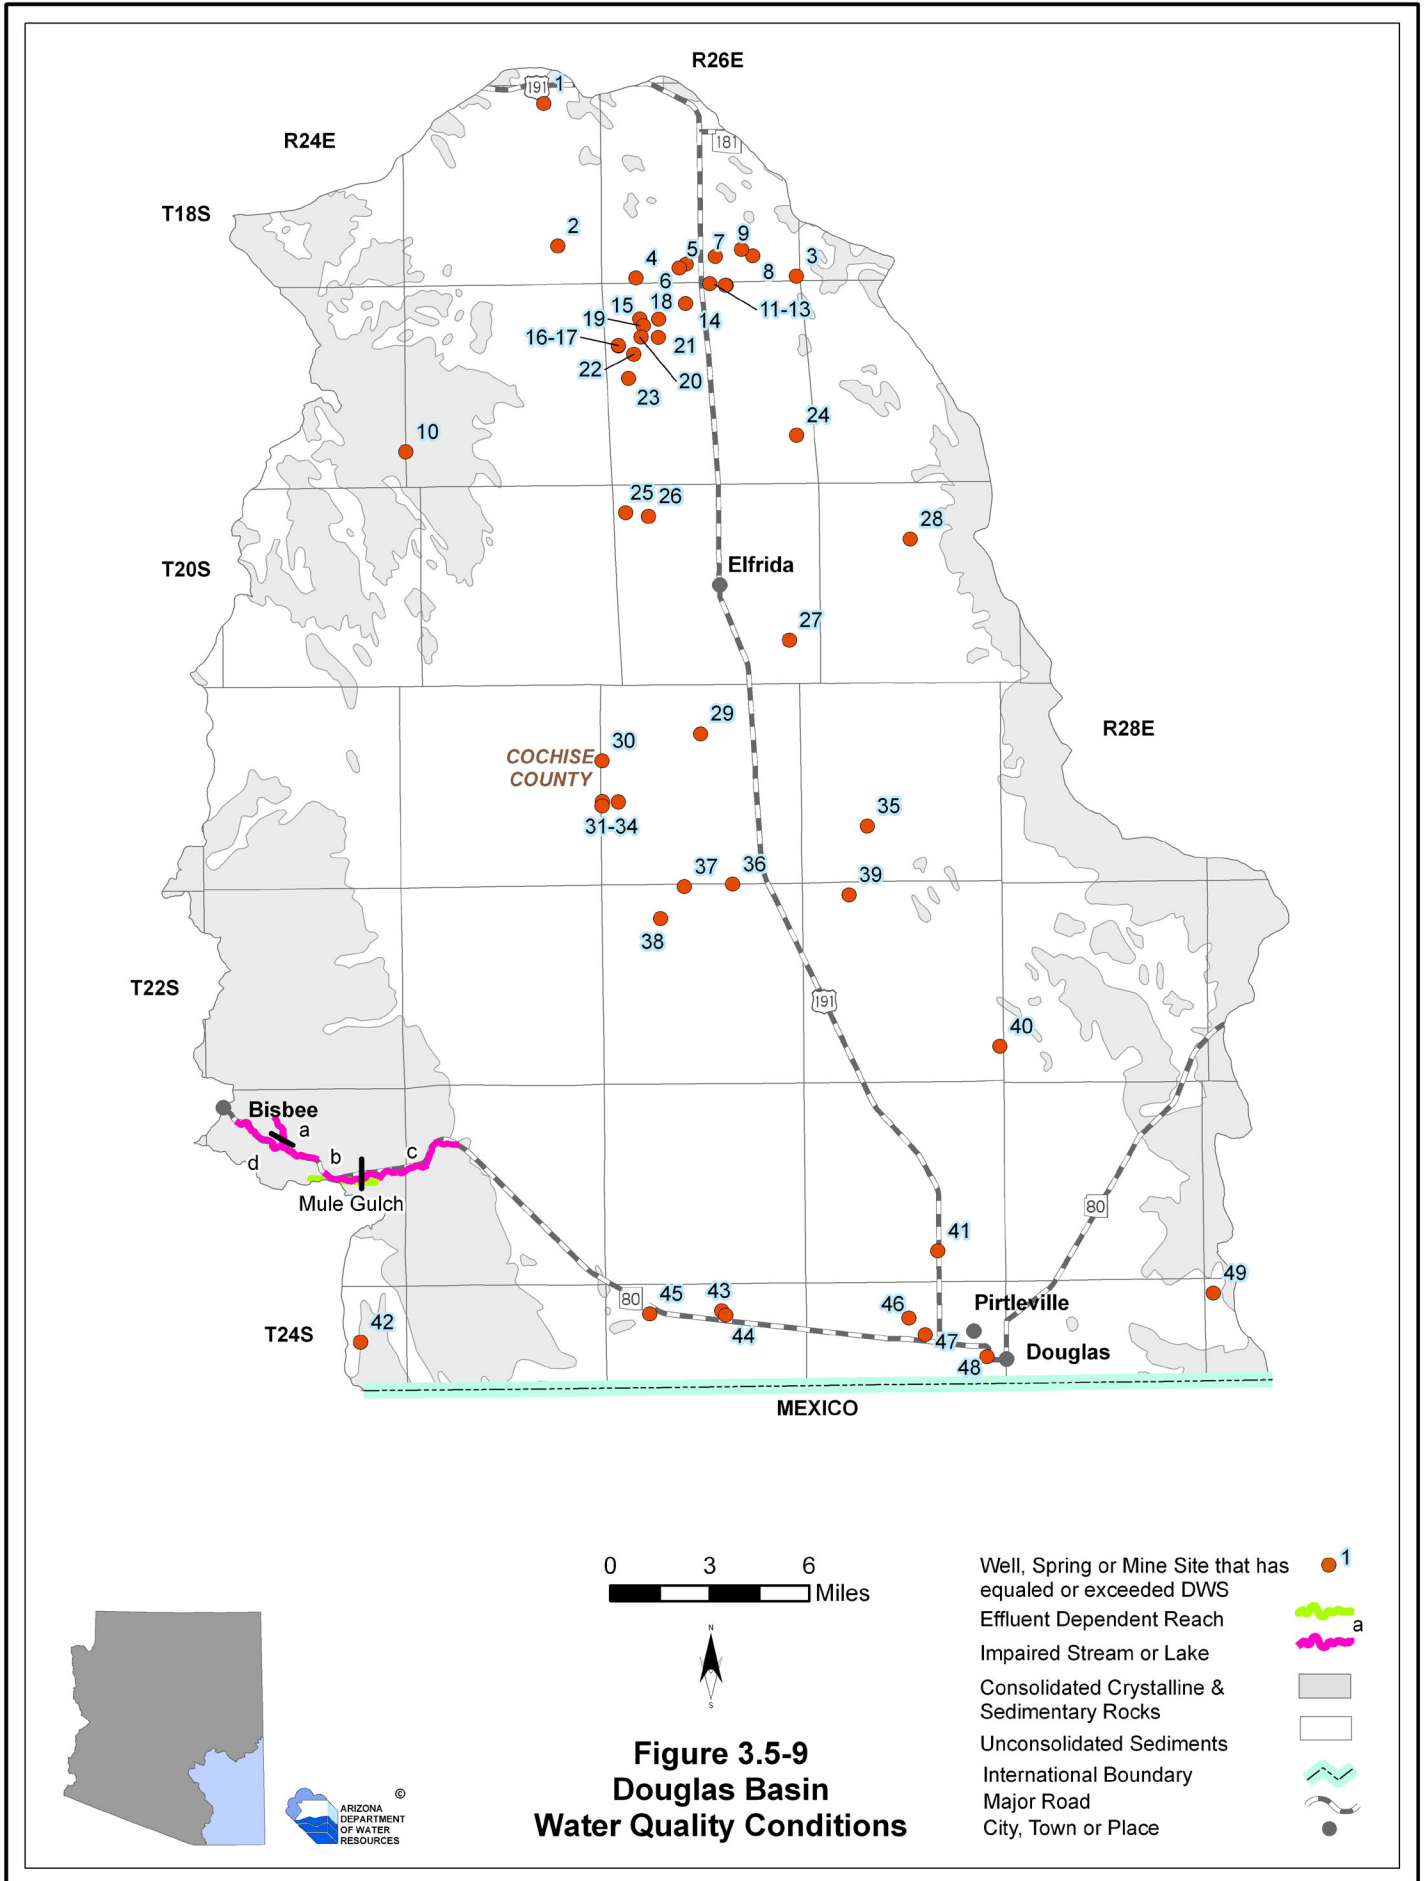 R26E
191
1
R24E
181
T18S
2
9
7
5
4
3
8
6
15
18
11-13
19
14
16-17
21
22
20
23
24
10
25
26
28
Elfrida
T20S
27
29
R28E
30
COCHISE
COUNTY
35
31-34
37
36
39
38
T22S
191
40
Bisbee
a
b
c
d
Mule Gulch
80
41
49
43
45
80
46
Pirtleville
42
T24S
44
47
Douglas
48
MEXICO
0 3 6
Miles
N
S
Figure 3.5-9
Douglas Basin
Water Quality Conditions
©
ARIZONA
DEPARTMENT
OF WATER
RESOURCES
Well, Spring or Mine Site that has
equaled or exceeded DWS
1
Effluent Dependent Reach
a
Impaired Stream or Lake
Consolidated Crystalline &
Sedimentary Rocks
Unconsolidated Sediments
International Boundary
Major Road
City, Town or Place